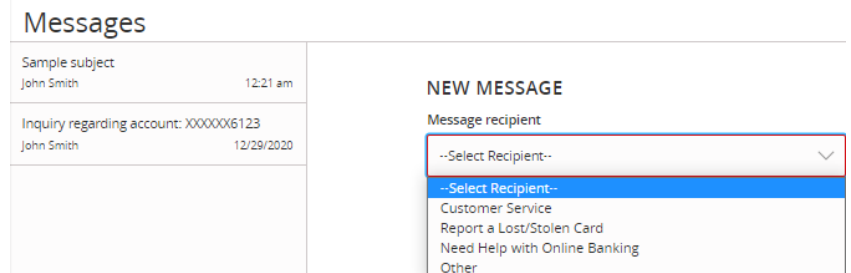 Messages
Sample subject
John Smith 12:21 am
Inquiry regarding account: XXXXXX6123
John Smith 12/29/2020
NEW MESSAGE
Message recipient
--Select Recipient--
--Select Recipient--
Customer Service
Report a Lost/Stolen Card
Need Help with Online Banking
Other